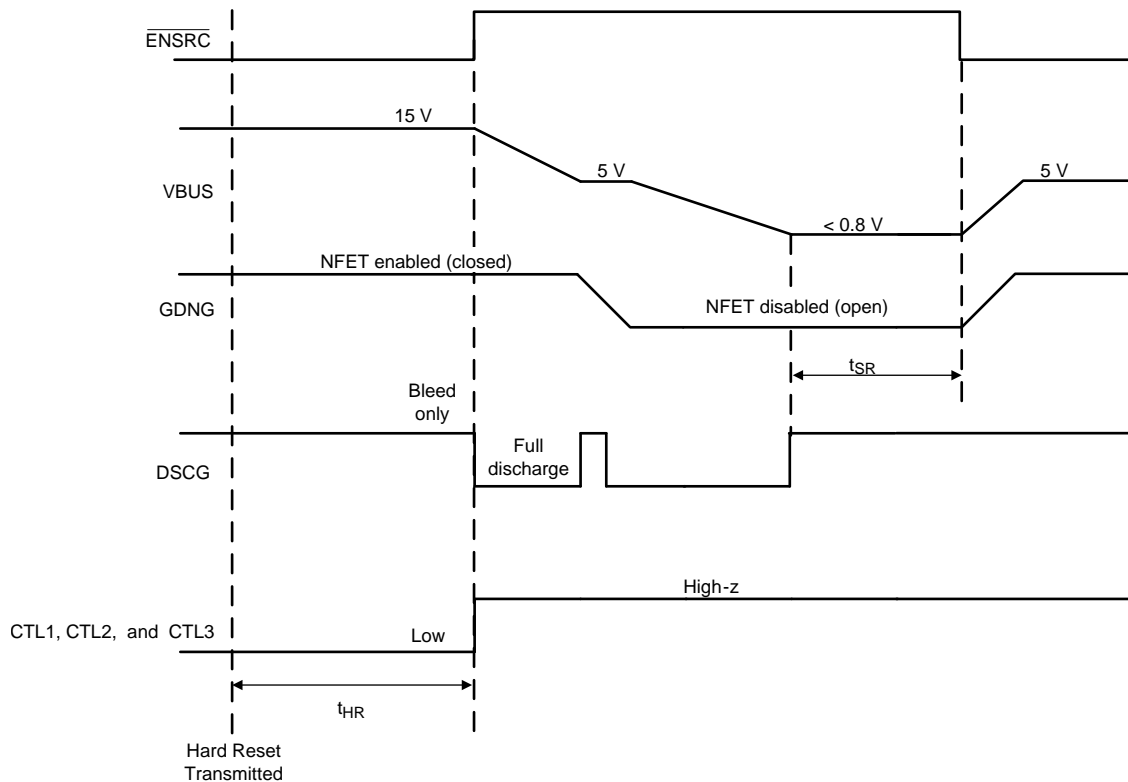 E̅N̅S̅R̅C̅
15 V
VBUS
5 V
5 V
< 0.8 V
NFET enabled (closed)
GDNG
NFET disabled (open)
tSR
Bleed
only
Full
discharge
DSCG
High-z
CTL1, CTL2, and CTL3
Low
tHR
Hard Reset
Transmitted